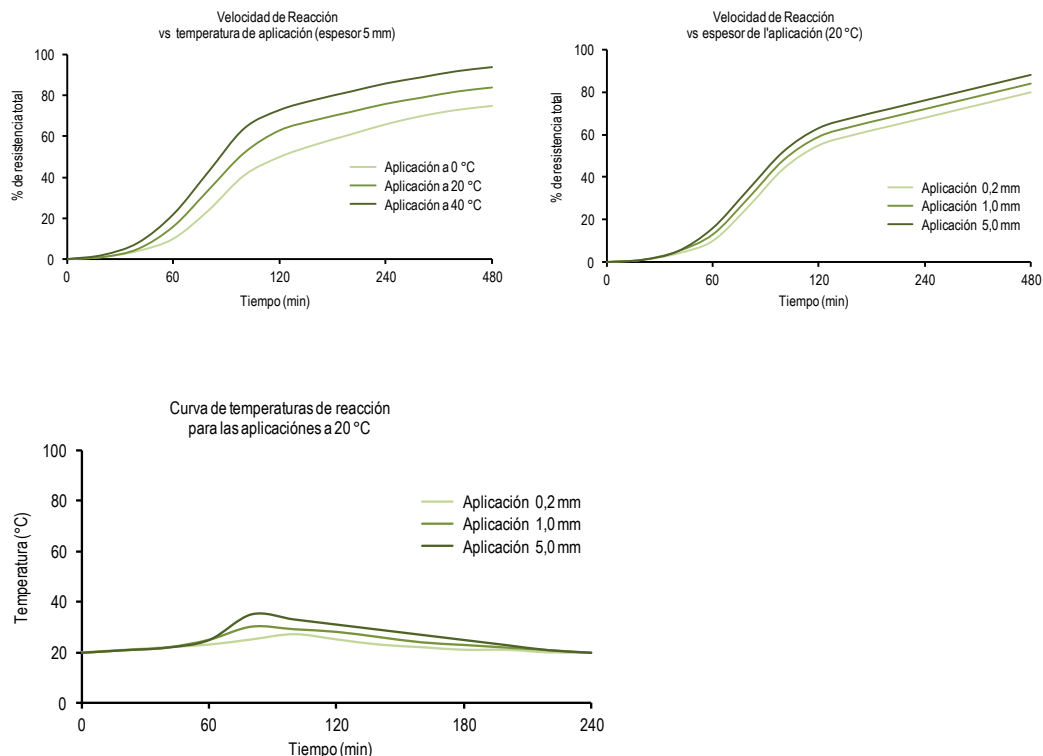 Velocidad de Reacción
vs temperatura de aplicación (espesor 5 mm)
100
80
60
40
20
0
% de resistencia total
Aplicación a 0 °C
Aplicación a 20 °C
Aplicación a 40 °C
0 60 120 240 480
Tiempo (min)
Velocidad de Reacción
vs espesor de l'aplicación (20 °C)
100
80
60
40
20
0
% de resistencia total
Aplicación 0,2 mm
Aplicación 1,0 mm
Aplicación 5,0 mm
0 60 120 240 480
Tiempo (min)
Curva de temperaturas de reacción
para las aplicaciónes a 20 °C
100
80
60
40
20
0
Temperatura (°C)
Aplicación 0,2 mm
Aplicación 1,0 mm
Aplicación 5,0 mm
0 60 120 180 240
Tiempo (min)